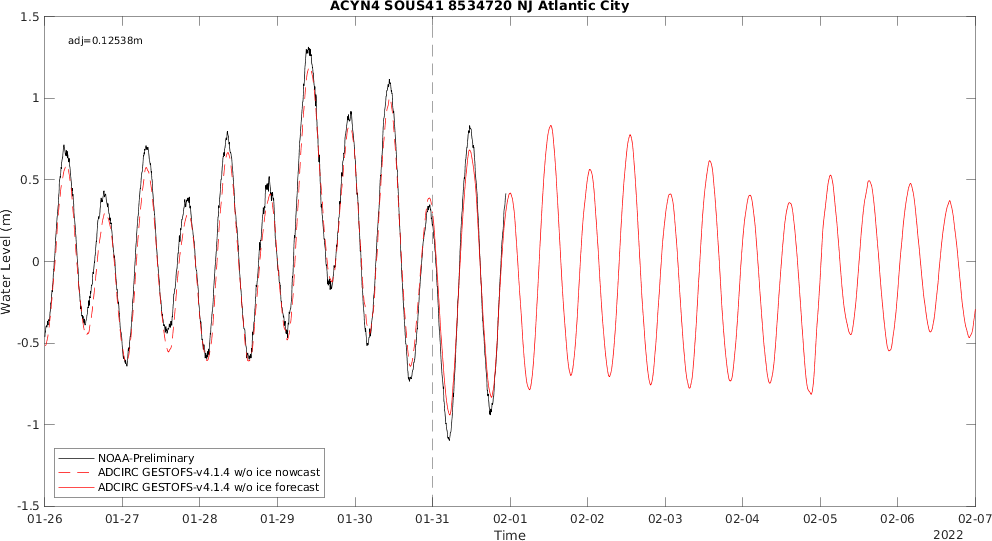 ACYN4 SOUS41 8534720 NJ Atlantic City
adj=0.12538m
1.5
1
0.5
0
-0.5
-1
-1.5
Water Level (m)
NOAA-Preliminary
ADCIRC GESTOFS-v4.1.4 w/o ice nowcast
ADCIRC GESTOFS-v4.1.4 w/o ice forecast
01-26 01-27 01-28 01-29 01-30 01-31 02-01 02-02 02-03 02-04 02-05 02-06 02-07
Time
2022